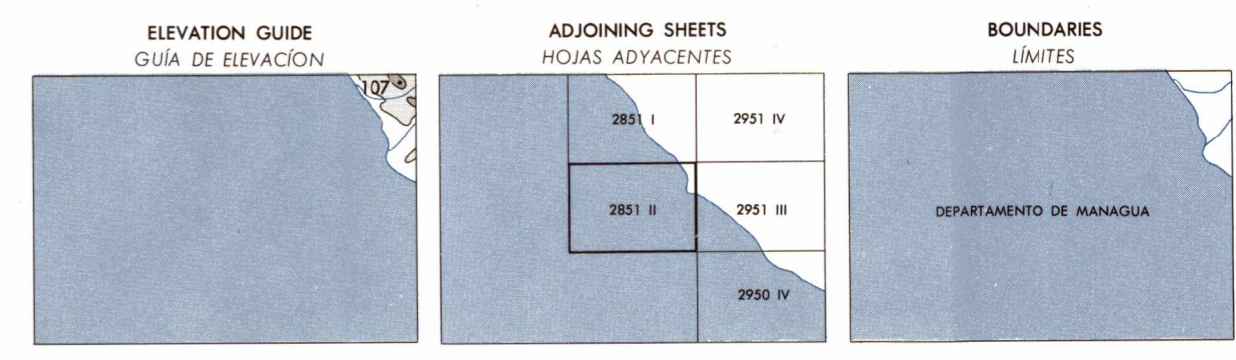 ELEVATION GUIDE
GUÍA DE ELEVACÍON
107
ADJOINING SHEETS
HOJAS ADYACENTES
2851 I
2951 IV
2851 II
2951 III
2950 IV
BOUNDARIES
LÍMITES
DEPARTAMENTO DE MANAGUA